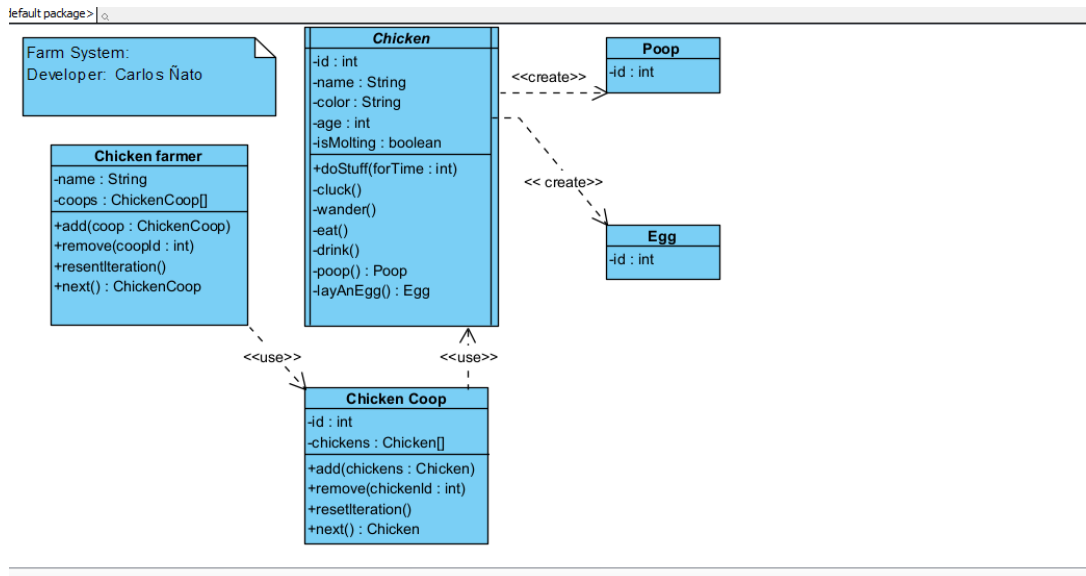 default package>
Farm System:
Developer: Carlos Ñato
Chicken farmer
-name : String
-coops : ChickenCoop[]
+add(coop : ChickenCoop)
+remove(coopId : int)
+resentIteration()
+next() : ChickenCoop
Chicken
-id : int
-name : String
-color : String
-age : int
-isMolting : boolean
+doStuff(forTime : int)
-cluck()
-wander()
-eat()
-drink()
-poop() : Poop
-layAnEgg() : Egg
<<create>>
Poop
-id : int
<< create>>
Egg
-id : int
<<use>>
<<use>>
Chicken Coop
-id : int
-chickens : Chicken[]
+add(chickens : Chicken)
+remove(chickenId : int)
+resetIteration()
+next() : Chicken